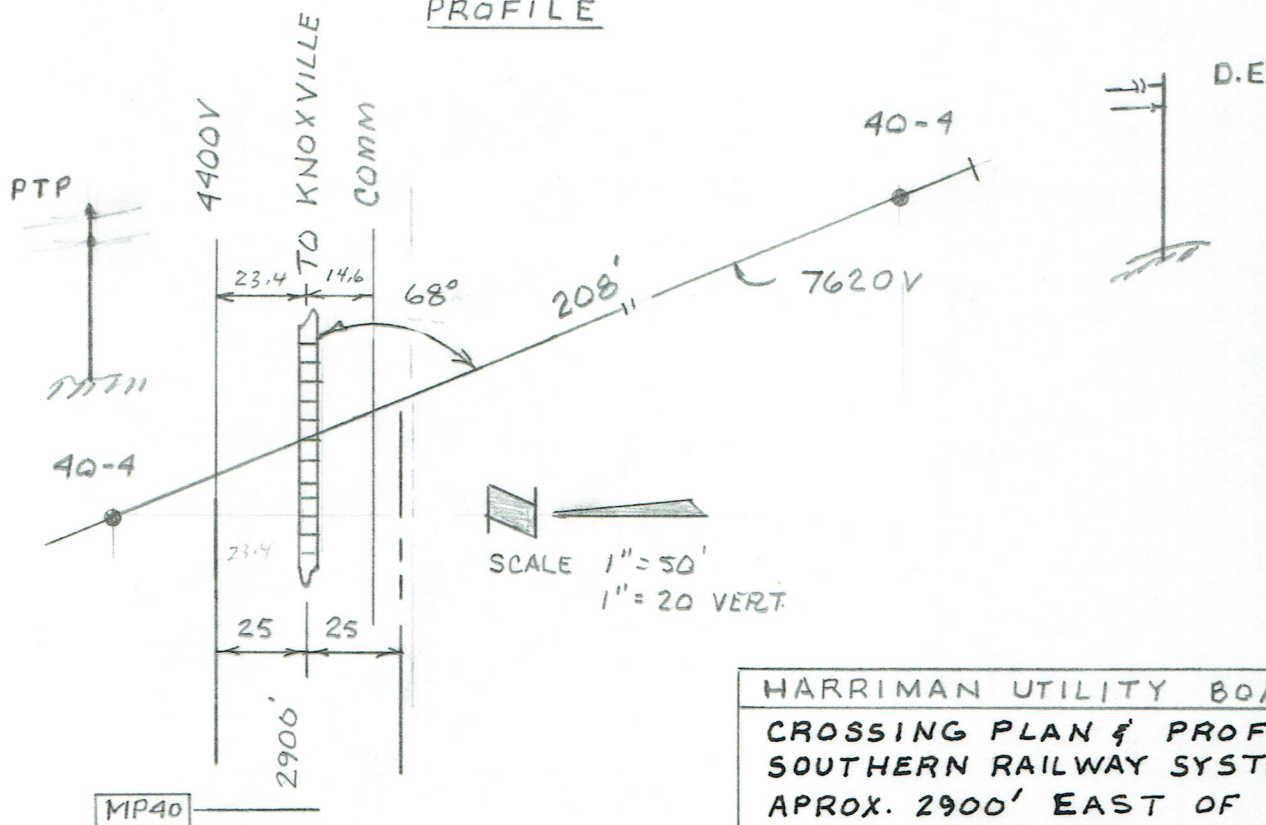 PROFILE
TO KNOXVILLE
D.E
4400V
COMM
40-4
PTP
23.4
14.6
68°
208'
7620V
40-4
23.4
SCALE 1"=50'
1"=20 VERT.
25
25
2900'
MP40
HARRIMAN UTILITY BOA
CROSSING PLAN & PROF
SOUTHERN RAILWAY SYST
APROX. 2900' EAST OF